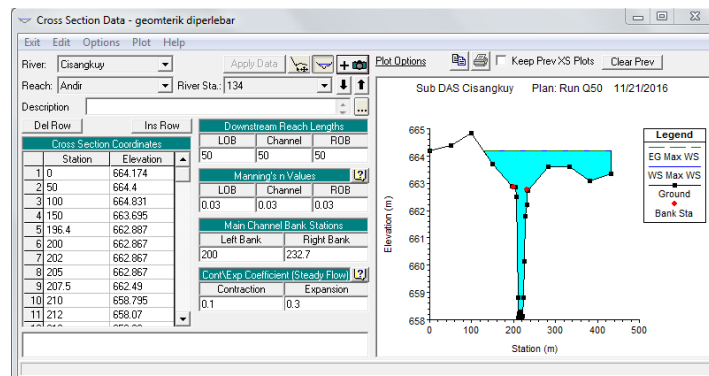 Cross Section Data - geomterik diperlebar
Exit Edit Options Plot Help
River: Cisangkuy Apply Data
Reach: Andir River Sta.: 134
Description ...
Del Row Ins Row
Cross Section Coordinates
Station Elevation
1 0 664.174
2 50 664.4
3 100 664.831
4 150 663.695
5 196.4 662.887
6 200 662.867
7 202 662.867
8 205 662.867
9 207.5 662.49
10 210 658.795
11 212 658.07
Downstream Reach Lengths
LOB Channel ROB
50 50 50
Manning's n Values
LOB Channel ROB
0.03 0.03 0.03
Main Channel Bank Stations
Left Bank Right Bank
200 232.7
Cont\Exp Coefficient (Steady Flow)
Contraction Expansion
0.1 0.3
Plot Options Keep Prev XS Plots Clear Prev
Sub DAS Cisangkuy Plan: Run Q50 11/21/2016
Elevation (m)
665
664
663
662
661
660
659
658
0 100 200 300 400 500
Station (m)
Legend
EG Max WS
WS Max WS
Ground
Bank Sta